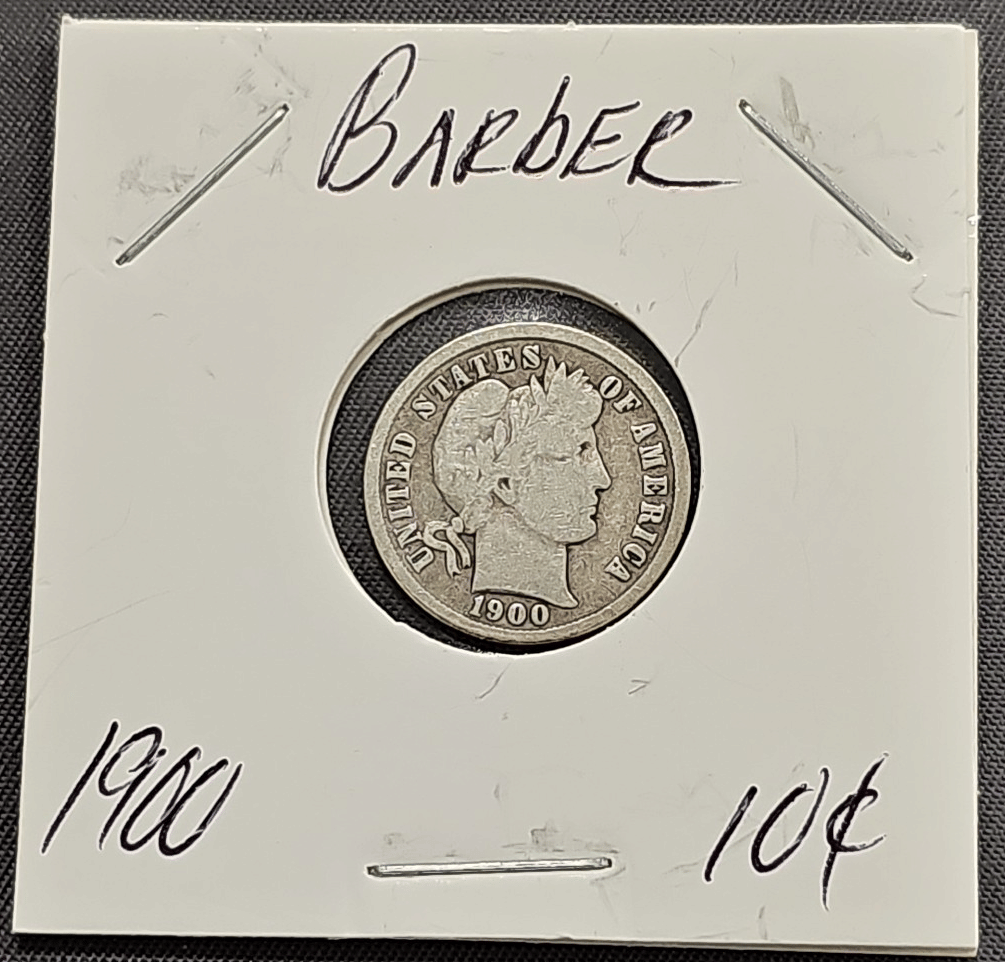 BARbER
UNITED STATES OF AMERICA
1900
1900
10¢